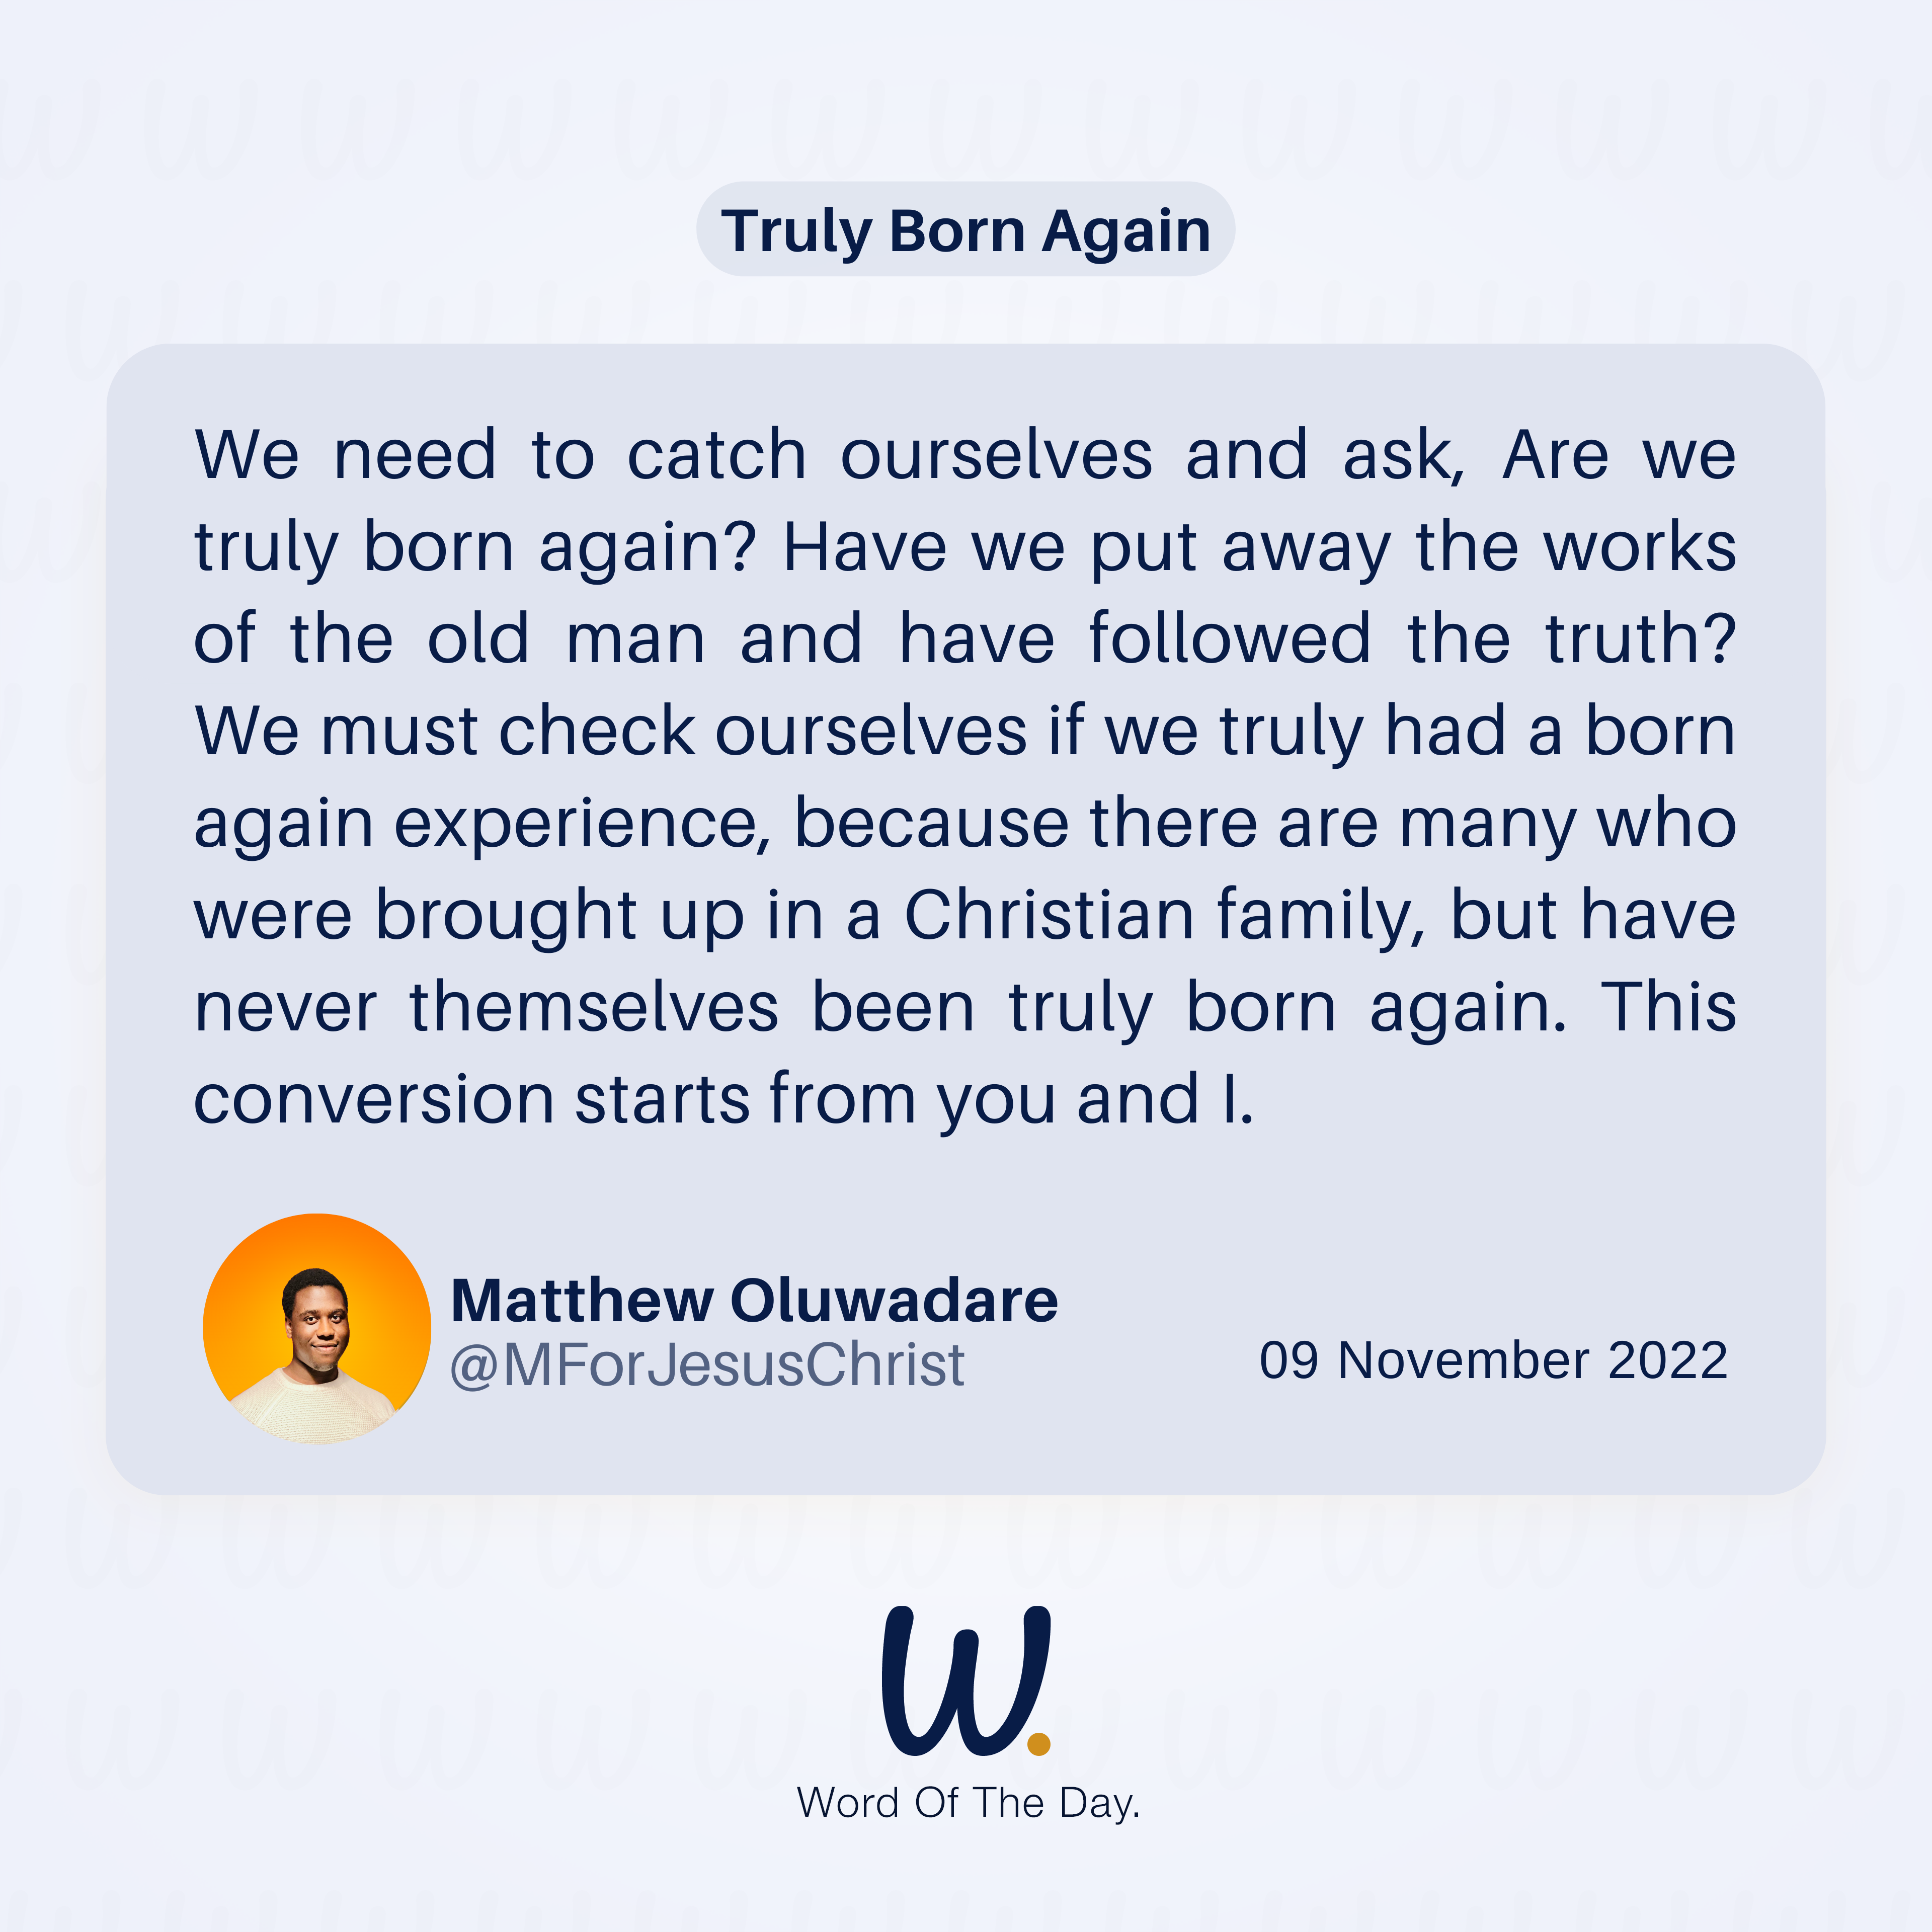 Truly Born Again
We need to catch ourselves and ask, Are we
truly born again? Have we put away the works
of the old man and have followed the truth?
We must check ourselves if we truly had a born
again experience, because there are many who
were brought up in a Christian family, but have
never themselves been truly born again. This
conversion starts from you and I.
Matthew Oluwadare
@MForJesusChrist
09 November 2022
W.
Word Of The Day.